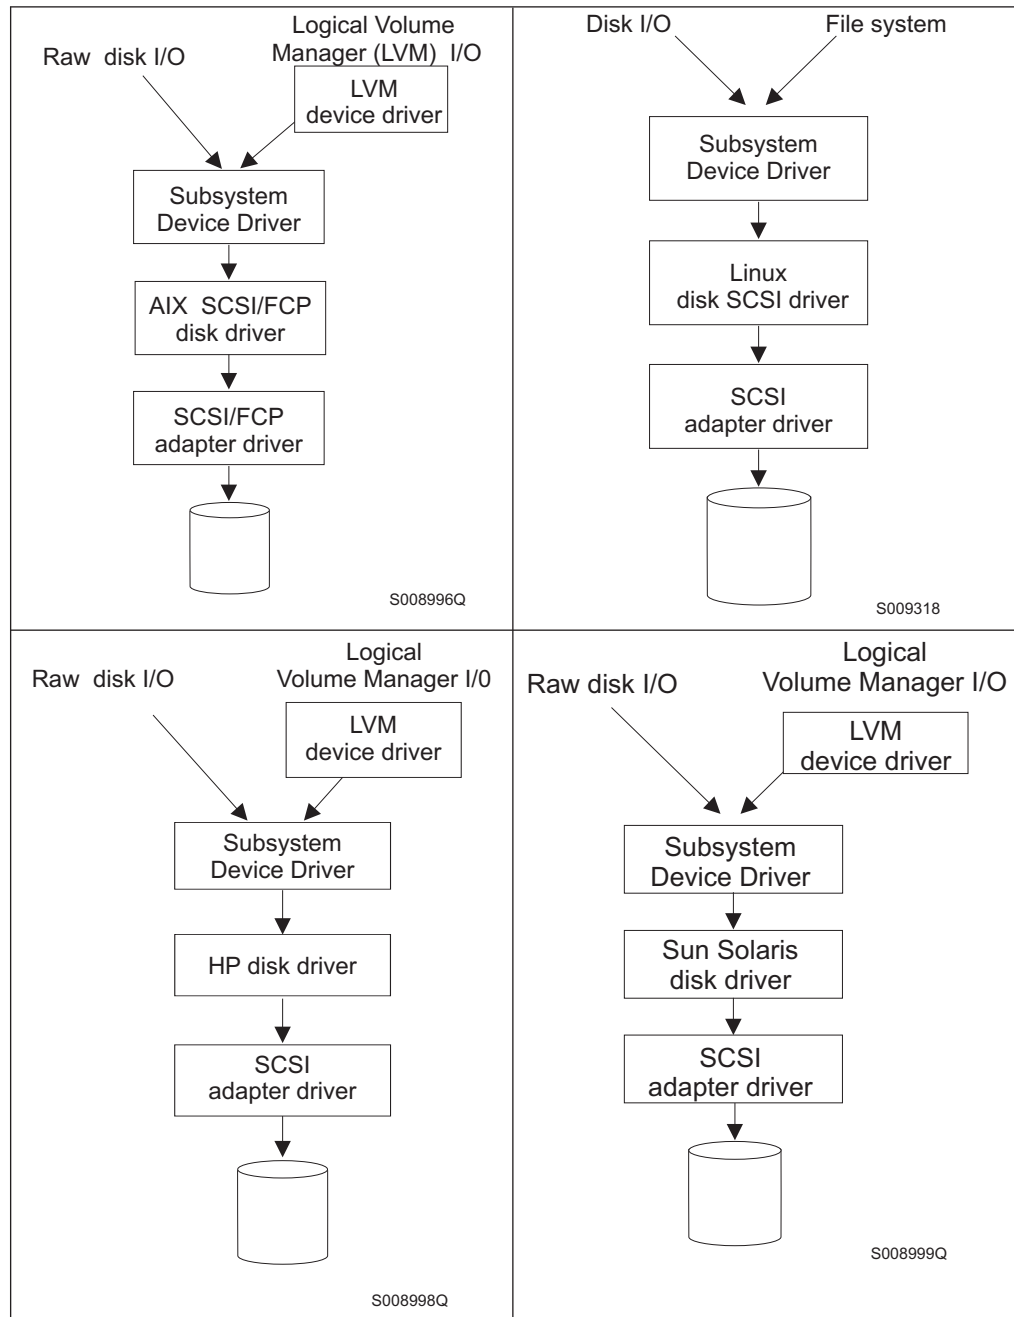 Logical Volume
Manager (LVM) I/O
Raw disk I/O
LVM
device driver
Subsystem
Device Driver
AIX SCSI/FCP
disk driver
SCSI/FCP
adapter driver
S008996Q
Disk I/O
File system
Subsystem
Device Driver
Linux
disk SCSI driver
SCSI
adapter driver
S009318
Logical
Volume Manager I/0
Raw disk I/O
LVM
device driver
Subsystem
Device Driver
HP disk driver
SCSI
adapter driver
S008998Q
Logical
Volume Manager I/O
Raw disk I/O
LVM
device driver
Subsystem
Device Driver
Sun Solaris
disk driver
SCSI
adapter driver
S008999Q